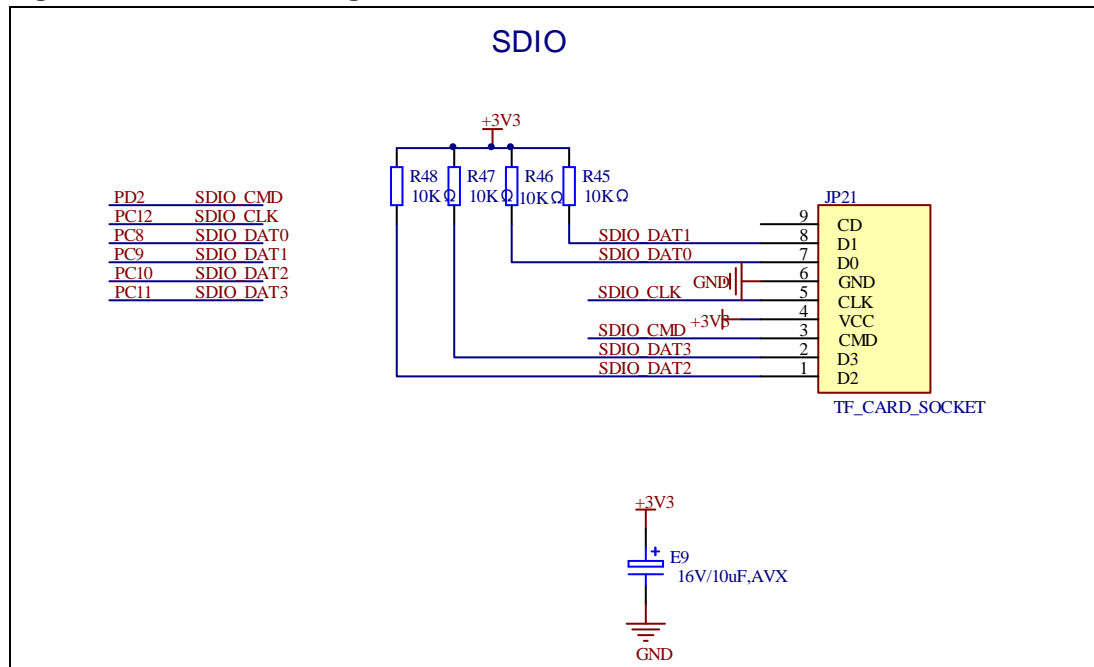 SDIO
+3V3
R48
10KΩ
R47
10KΩ
R46
10KΩ
R45
10KΩ
PD2 SDIO_CMD
PC12 SDIO_CLK
PC8 SDIO_DAT0
PC9 SDIO_DAT1
PC10 SDIO_DAT2
PC11 SDIO_DAT3
JP21
9 CD
SDIO_DAT1 8 D1
SDIO_DAT0 7 D0
GND 6 GND
SDIO_CLK 5 CLK
+3V3 4 VCC
SDIO_CMD 3 CMD
SDIO_DAT3 2 D3
SDIO_DAT2 1 D2
TF_CARD_SOCKET
+3V3
+
E9
16V/10uF,AVX
GND